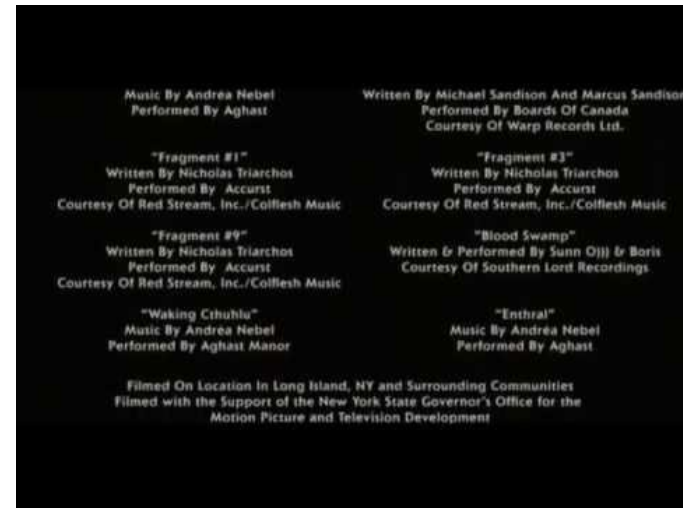 Music By Andrea Nebel
Performed By Aghast
Written By Michael Sandison And Marcus Sandison
Performed By Boards Of Canada
Courtesy Of Warp Records Ltd.
"Fragment #1"
Written By Nicholas Triarchos
Performed By Accurst
Courtesy Of Red Stream, Inc./Colflesh Music
"Fragment #3"
Written By Nicholas Triarchos
Performed By Accurst
Courtesy Of Red Stream, Inc./Colflesh Music
"Fragment #9"
Written By Nicholas Triarchos
Performed By Accurst
Courtesy Of Red Stream, Inc./Colflesh Music
"Blood Swamp"
Written & Performed By Sunn O))) & Boris
Courtesy Of Southern Lord Recordings
"Waking Cthuhlu"
Music By Andrea Nebel
Performed By Aghast Manor
"Enthral"
Music By Andrea Nebel
Performed By Aghast
Filmed On Location In Long Island, NY and Surrounding Communities
Filmed with the Support of the New York State Governor's Office for the
Motion Picture and Television Development